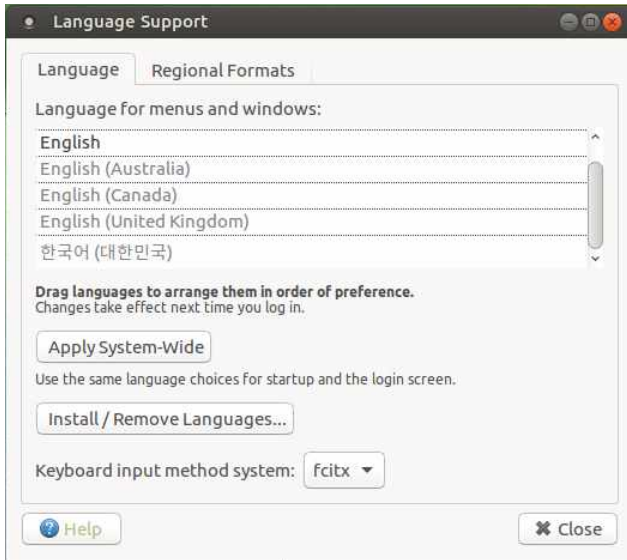 Language Support
Language Regional Formats
Language for menus and windows:
English
English (Australia)
English (Canada)
English (United Kingdom)
한국어 (대한민국)
Drag languages to arrange them in order of preference.
Changes take effect next time you log in.
Apply System-Wide
Use the same language choices for startup and the login screen.
Install / Remove Languages...
Keyboard input method system: fcitx
Help Close